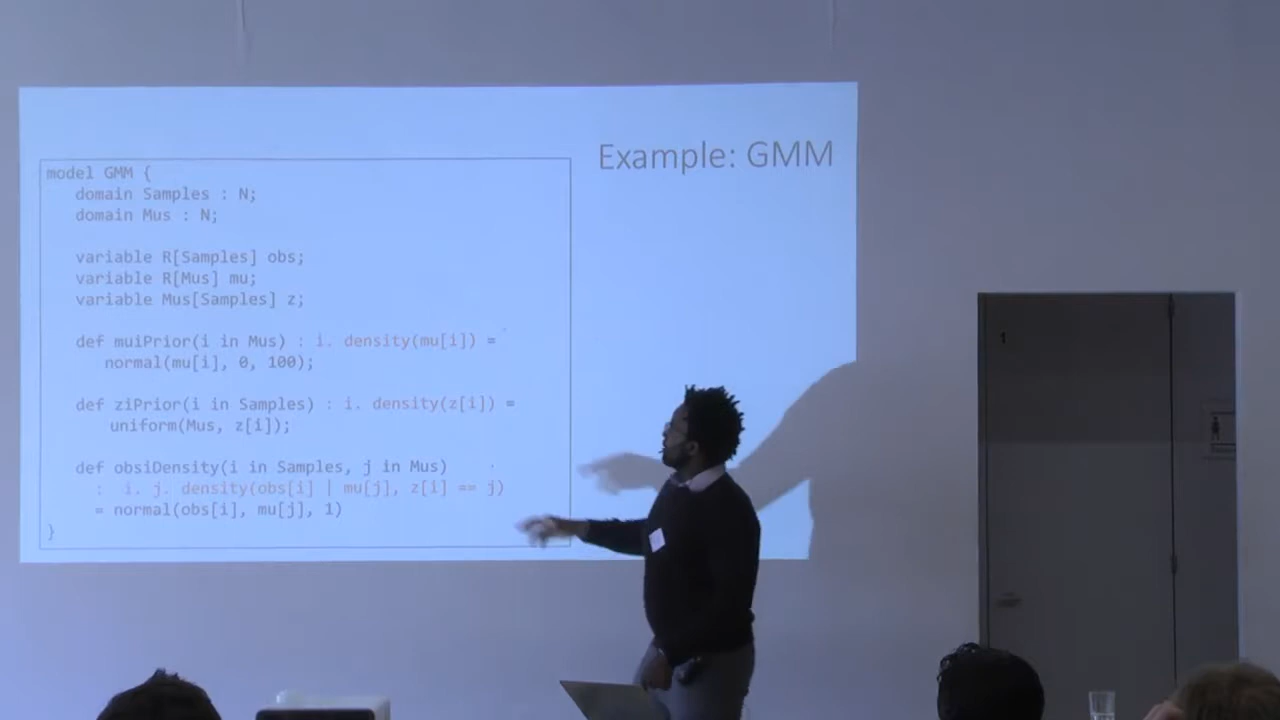 Example: GMM
model GMM {
domain Samples : N;
domain Mus : N;
variable R[Samples] obs;
variable R[Mus] mu;
variable Mus[Samples] z;
def muiPrior(i in Mus) : i. density(mu[i]) =
normal(mu[i], 0, 100);
def ziPrior(i in Samples) : i. density(z[i]) =
uniform(Mus, z[i]);
def obsiDensity(i in Samples, j in Mus)
: i. j. density(obs[i] | mu[j], z[i] == j)
= normal(obs[i], mu[j], 1)
}
1